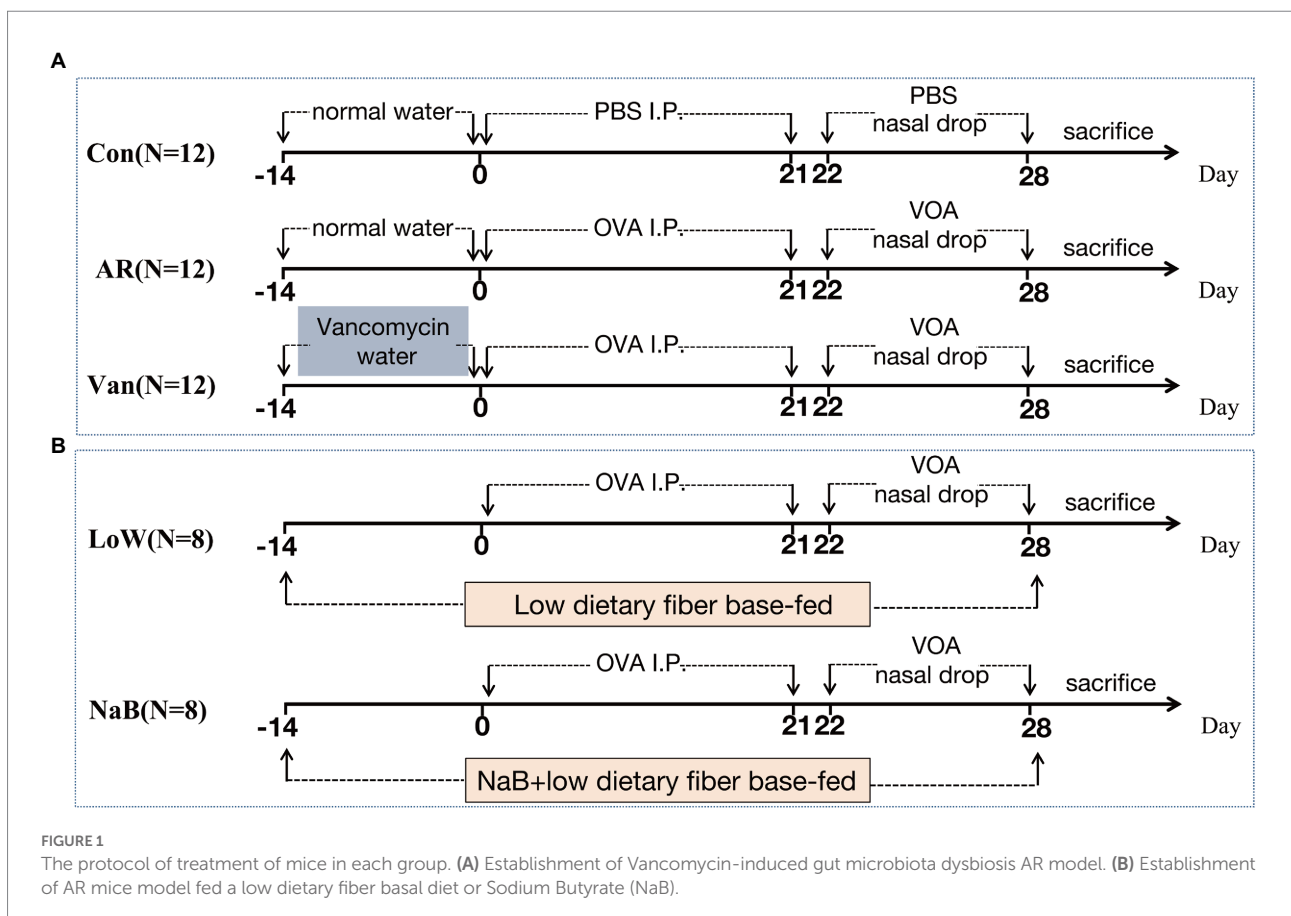 A
normal water
PBS I.P.
PBS
nasal drop
sacrifice
Con(N=12)
-14
0
21
22
28
Day
normal water
OVA I.P.
VOA
nasal drop
sacrifice
AR(N=12)
-14
0
21
22
28
Day
Vancomycin
water
OVA I.P.
VOA
nasal drop
sacrifice
Van(N=12)
-14
0
21
22
28
Day
B
OVA I.P.
VOA
nasal drop
sacrifice
LoW(N=8)
-14
0
21
22
28
Day
Low dietary fiber base-fed
OVA I.P.
VOA
nasal drop
sacrifice
NaB(N=8)
-14
0
21
22
28
Day
NaB+low dietary fiber base-fed
FIGURE 1
The protocol of treatment of mice in each group. (A) Establishment of Vancomycin-induced gut microbiota dysbiosis AR model. (B) Establishment
of AR mice model fed a low dietary fiber basal diet or Sodium Butyrate (NaB).